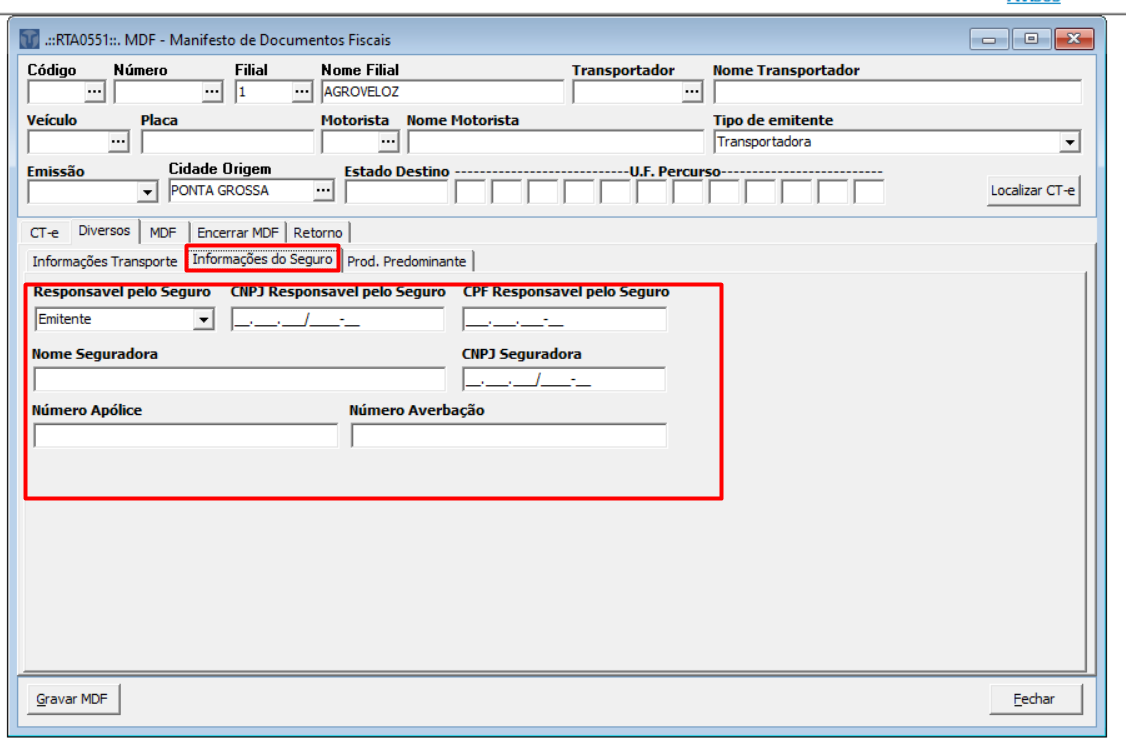 .::RTA0551::. MDF - Manifesto de Documentos Fiscais
Código Número Filial Nome Filial Transportador Nome Transportador
... ... 1 ... AGROVELOZ ...
Veículo Placa Motorista Nome Motorista Tipo de emitente
... ... Transportadora
Emissão Cidade Origem Estado Destino ----------------------------U.F. Percurso--------------------------
PONTA GROSSA ... Localizar CT-e
CT-e Diversos MDF Encerrar MDF Retorno
Informações Transporte Informações do Seguro Prod. Predominante
Responsavel pelo Seguro CNPJ Responsavel pelo Seguro CPF Responsavel pelo Seguro
Emitente __.___.___/____-__ ___.___.___-__
Nome Seguradora CNPJ Seguradora
__.___.___/____-__
Número Apólice Número Averbação
Gravar MDF Fechar